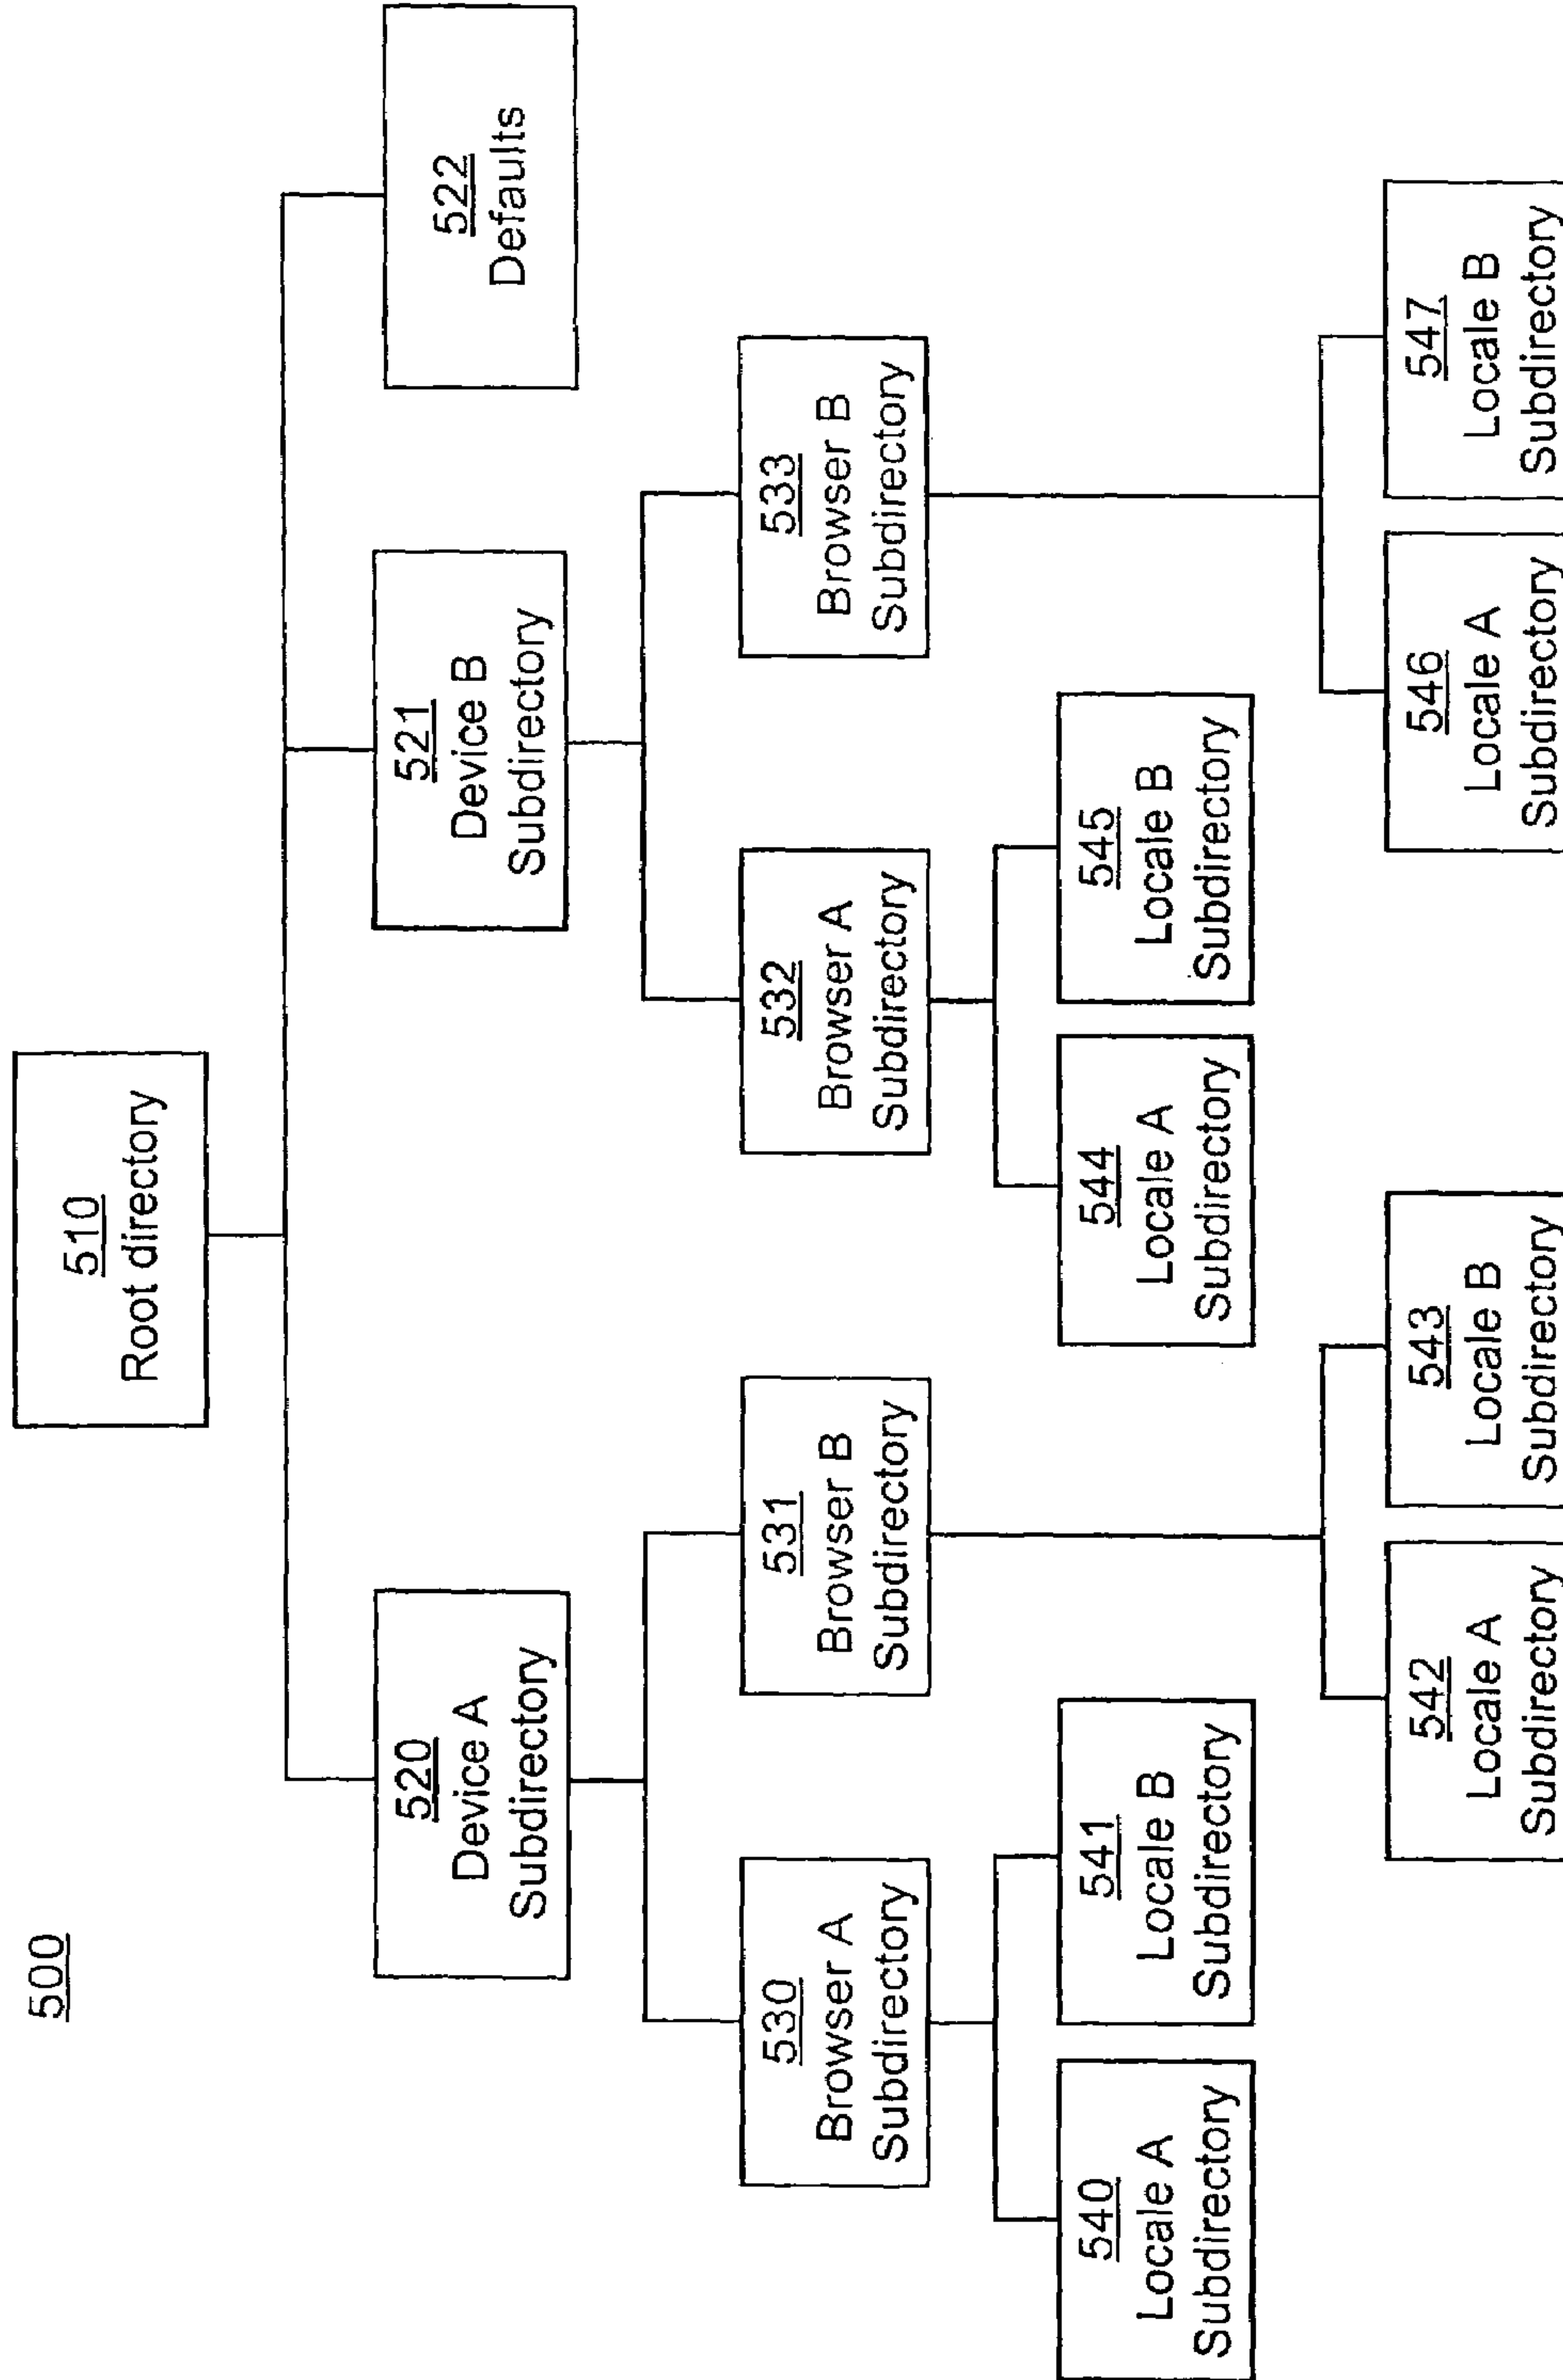 500
510
Root directory
520
Device A
Subdirectory
521
Device B
Subdirectory
522
Defaults
530
Browser A
Subdirectory
531
Browser B
Subdirectory
532
Browser A
Subdirectory
533
Browser B
Subdirectory
540
Locale A
Subdirectory
541
Locale B
Subdirectory
544
Locale A
Subdirectory
545
Locale B
Subdirectory
542
Locale A
Subdirectory
543
Locale B
Subdirectory
546
Locale A
Subdirectory
547
Locale B
Subdirectory